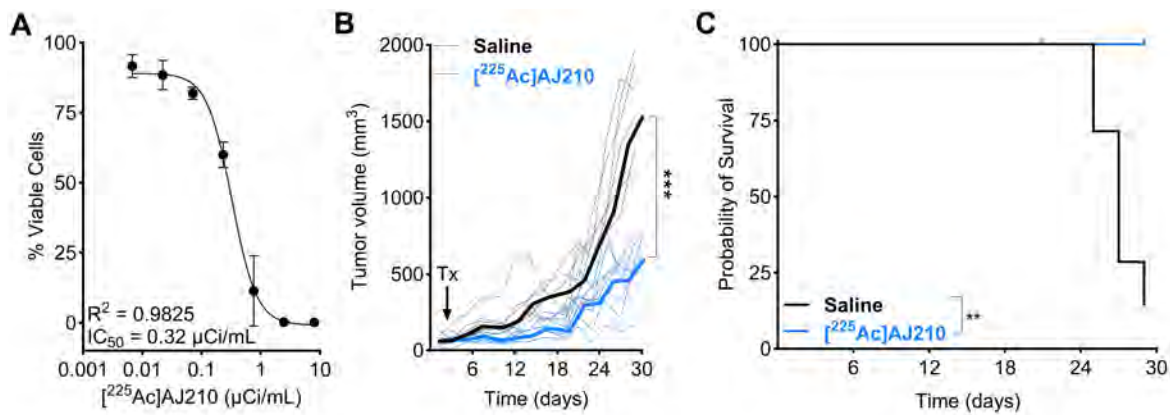 A
100
75
50
25
0
% Viable Cells
R² = 0.9825
IC₅₀ = 0.32 µCi/mL
0.001
0.01
0.1
1
10
[²²⁵Ac]AJ210 (µCi/mL)
B
2000
1500
1000
500
0
Tumor volume (mm³)
Saline
[²²⁵Ac]AJ210
Tx
***
6
12
18
24
30
Time (days)
C
100
75
50
25
0
Probability of Survival
Saline
[²²⁵Ac]AJ210
**
6
12
18
24
30
Time (days)